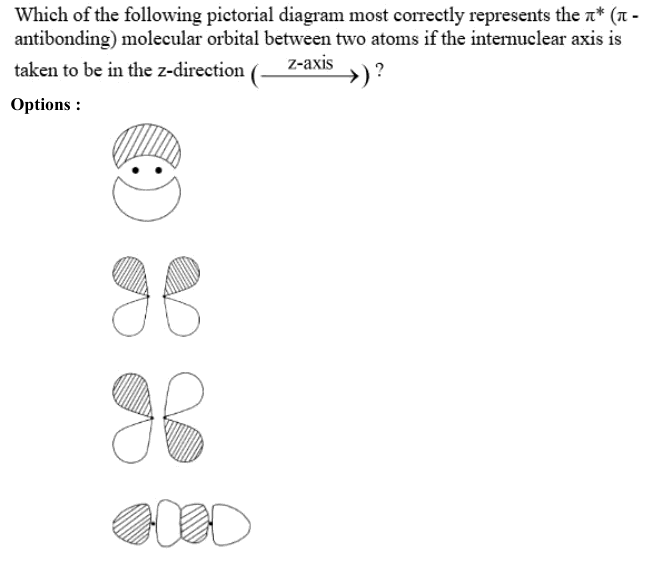 Which of the following pictorial diagram most correctly represents the π* (π -
antibonding) molecular orbital between two atoms if the internuclear axis is
taken to be in the z-direction ( z-axis ) ?
Options :